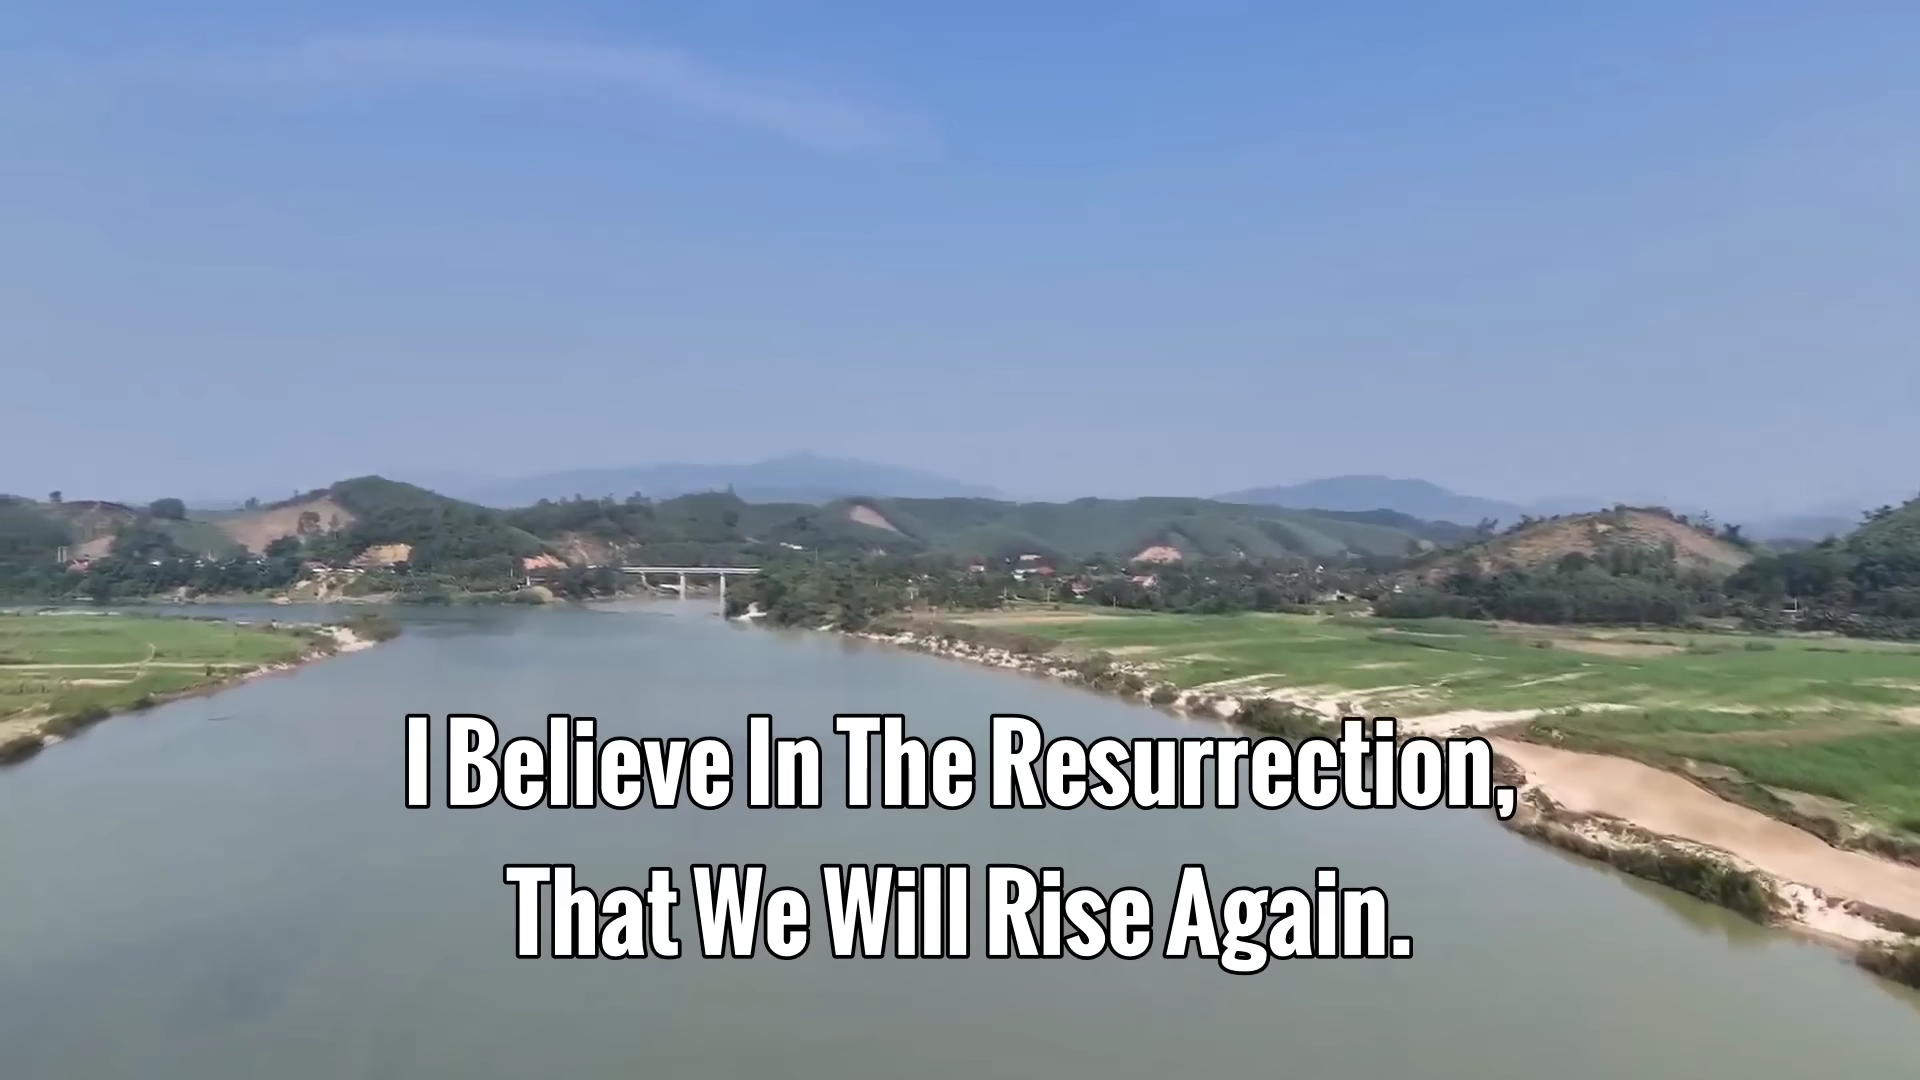 I Believe In The Resurrection,
That We Will Rise Again.